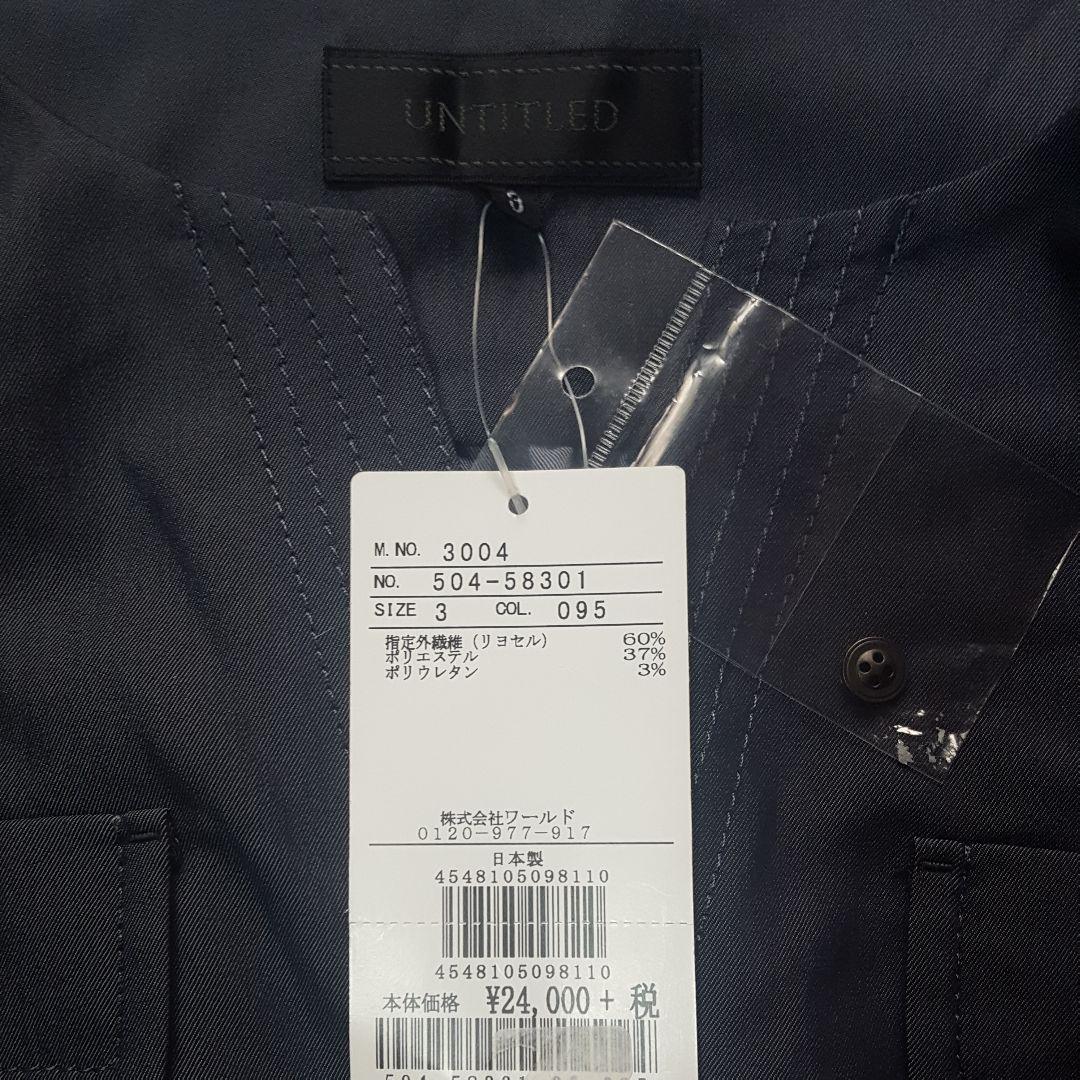 UNTITLED
3
M. NO. 3004
NO. 504-58301
SIZE 3 COL. 095
指定外繊維（リヨセル） 60%
ポリエステル 37%
ポリウレタン 3%
株式会社ワールド
0120-977-917
日本製
4548105098110
4548105098110
本体価格 ¥24,000+税